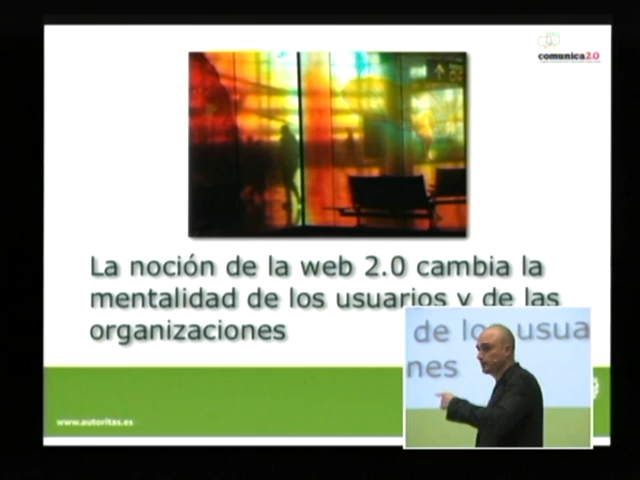 comunica2.0
La noción de la web 2.0 cambia la
mentalidad de los usuarios y de las
organizaciones
de los usua
nes
www.autoritas.es